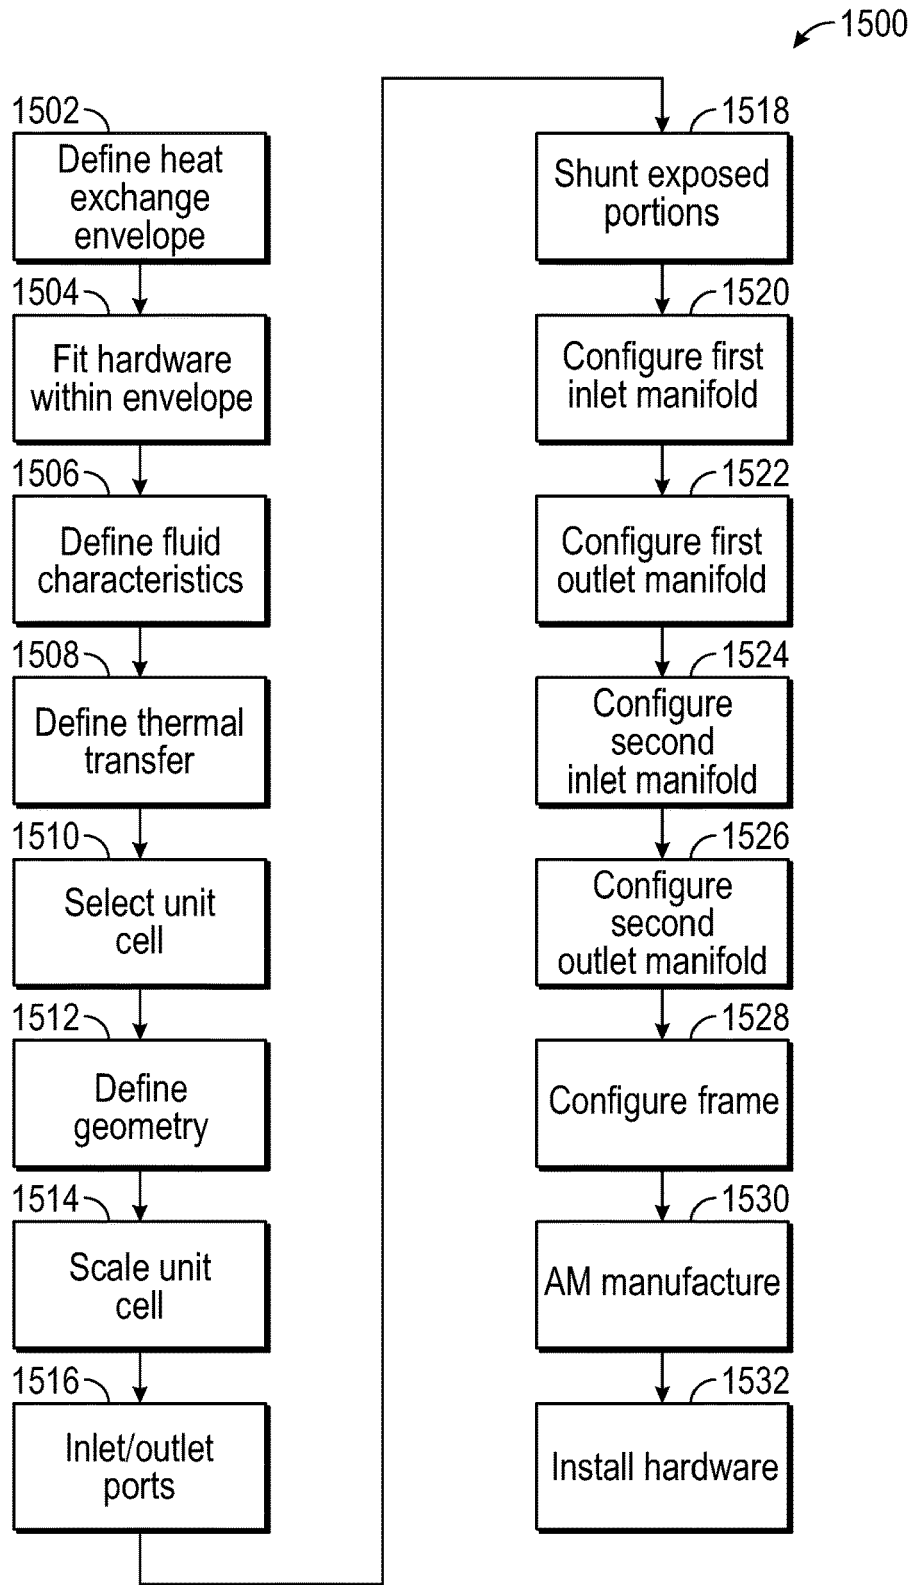 1500
1502
Define heat
exchange
envelope
1504
Fit hardware
within envelope
1506
Define fluid
characteristics
1508
Define thermal
transfer
1510
Select unit
cell
1512
Define
geometry
1514
Scale unit
cell
1516
Inlet/outlet
ports
1518
Shunt exposed
portions
1520
Configure first
inlet manifold
1522
Configure first
outlet manifold
1524
Configure
second
inlet manifold
1526
Configure
second
outlet manifold
1528
Configure frame
1530
AM manufacture
1532
Install hardware